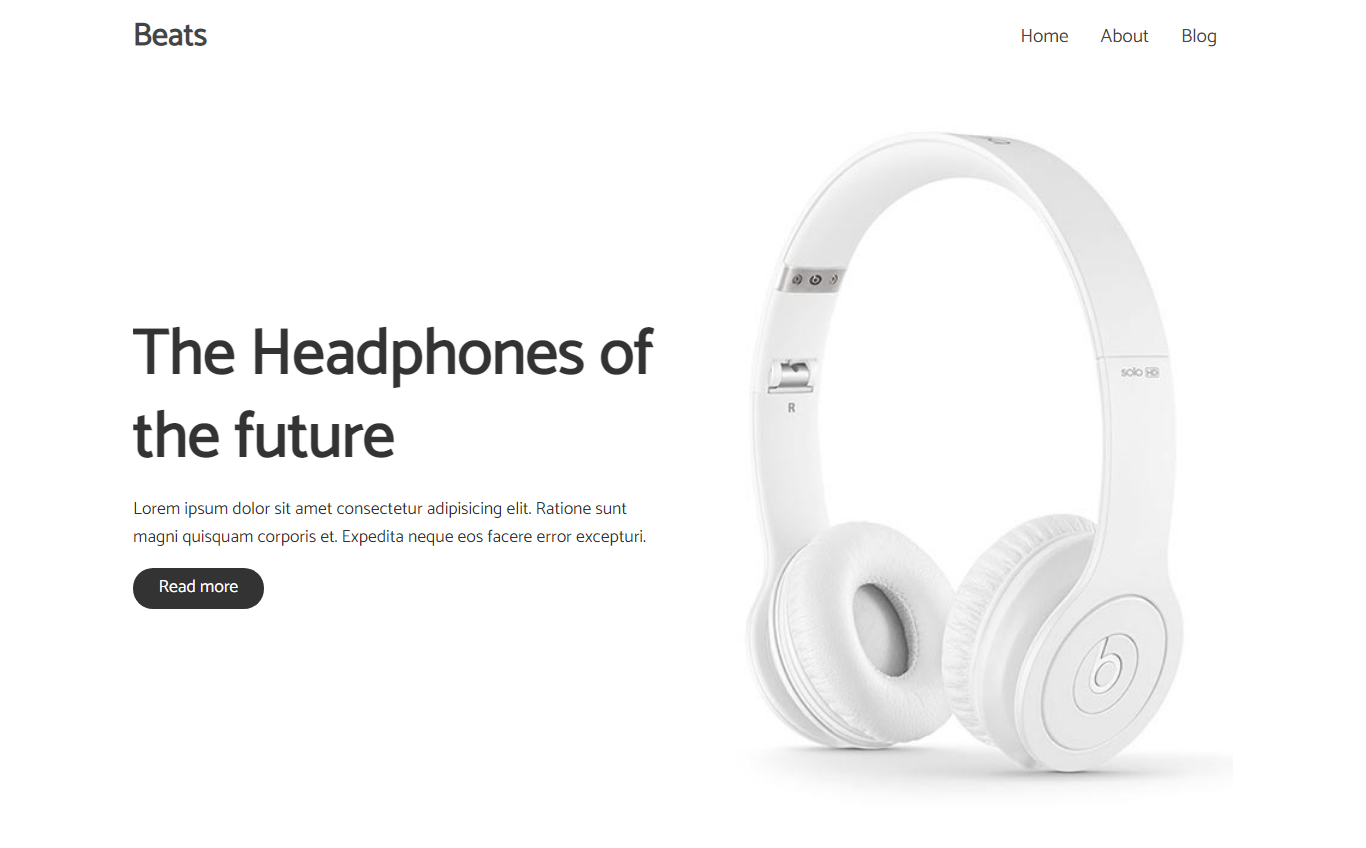 Beats
Home About Blog
The Headphones of
the future
Lorem ipsum dolor sit amet consectetur adipisicing elit. Ratione sunt
magni quisquam corporis et. Expedita neque eos facere error excepturi.
Read more
solo HD
R
b